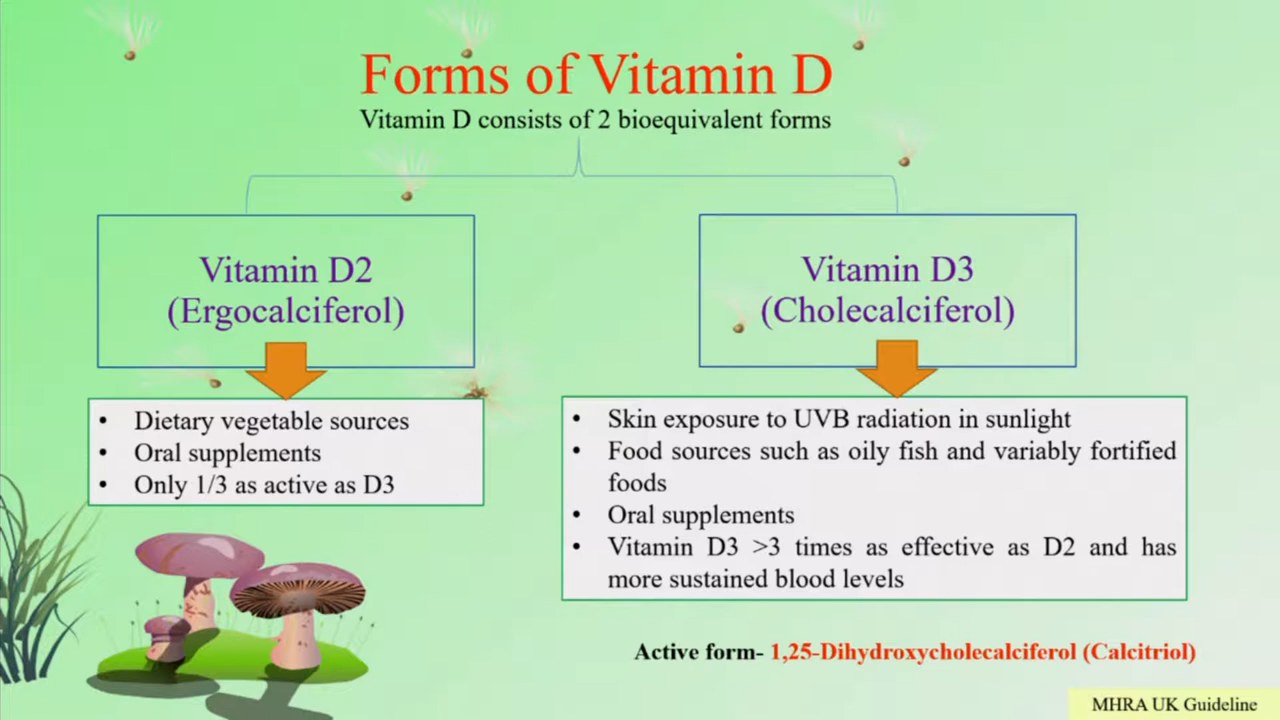 Forms of Vitamin D
Vitamin D consists of 2 bioequivalent forms
Vitamin D2
(Ergocalciferol)
• Dietary vegetable sources
• Oral supplements
• Only 1/3 as active as D3
Vitamin D3
(Cholecalciferol)
• Skin exposure to UVB radiation in sunlight
• Food sources such as oily fish and variably fortified
foods
• Oral supplements
• Vitamin D3 >3 times as effective as D2 and has
more sustained blood levels
Active form- 1,25-Dihydroxycholecalciferol (Calcitriol)
MHRA UK Guideline